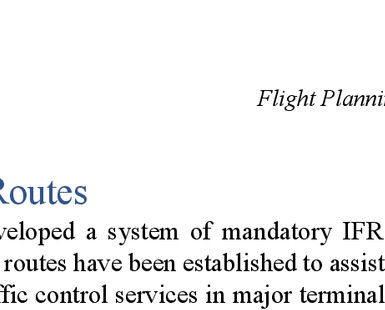 Flight Planni
Routes
veloped a system of mandatory IFR
routes have been established to assist
ffic control services in major terminal